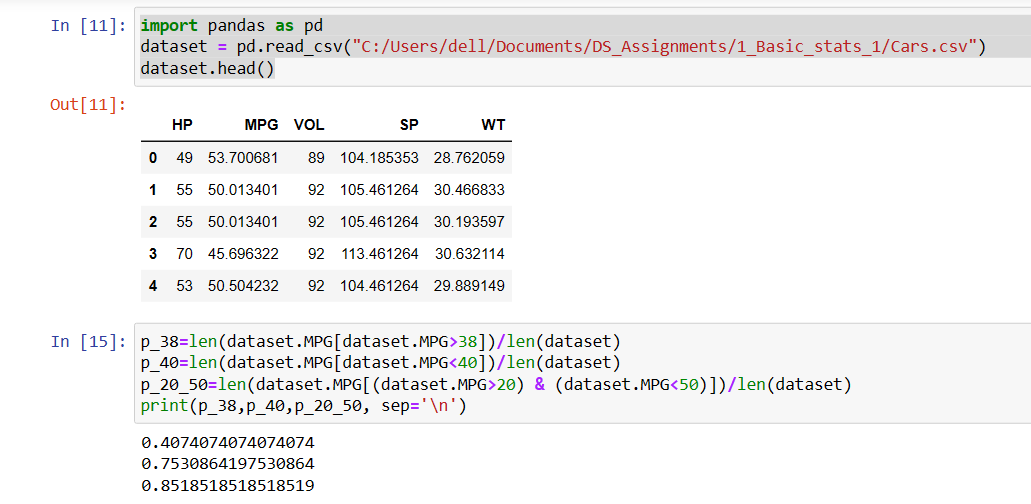 In [11]: import pandas as pd
dataset = pd.read_csv("C:/Users/dell/Documents/DS_Assignments/1_Basic_stats_1/Cars.csv")
dataset.head()
Out[11]:
HP MPG VOL SP WT
0 49 53.700681 89 104.185353 28.762059
1 55 50.013401 92 105.461264 30.466833
2 55 50.013401 92 105.461264 30.193597
3 70 45.696322 92 113.461264 30.632114
4 53 50.504232 92 104.461264 29.889149
In [15]: p_38=len(dataset.MPG[dataset.MPG>38])/len(dataset)
p_40=len(dataset.MPG[dataset.MPG<40])/len(dataset)
p_20_50=len(dataset.MPG[(dataset.MPG>20) & (dataset.MPG<50)])/len(dataset)
print(p_38,p_40,p_20_50, sep='\n')
0.4074074074074074
0.7530864197530864
0.8518518518518519